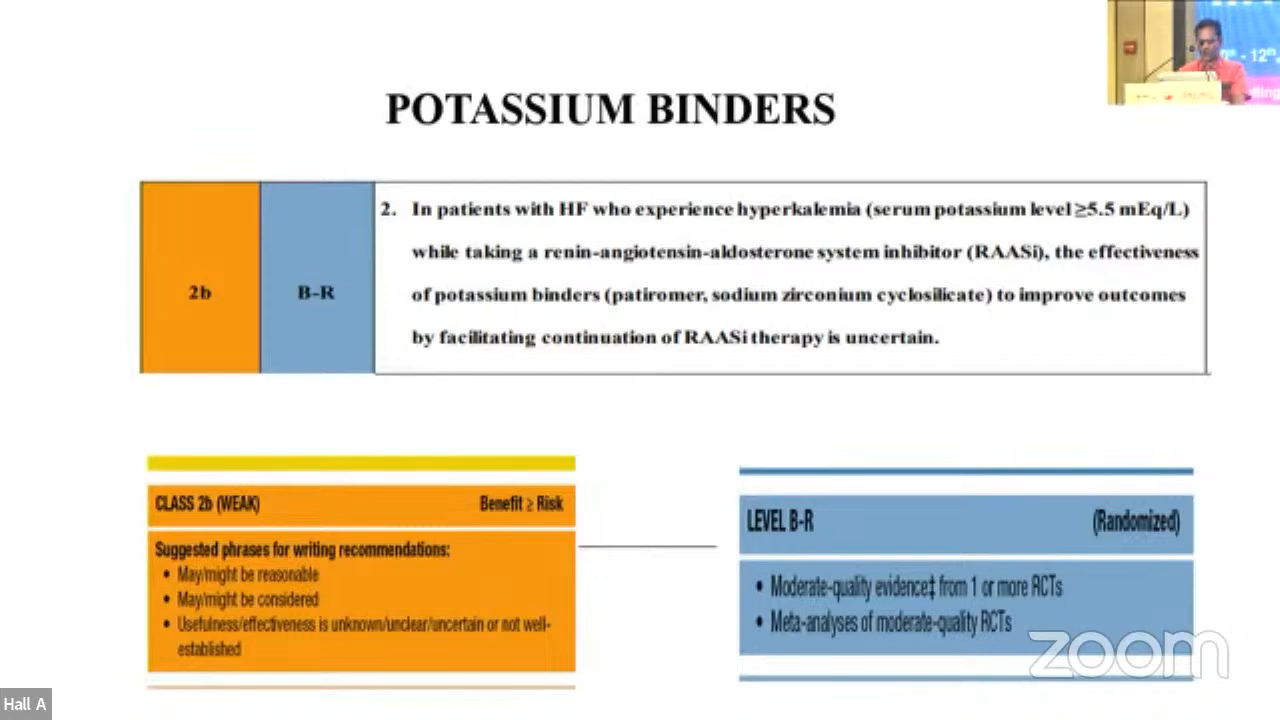 - 12th,
POTASSIUM BINDERS
2. In patients with HF who experience hyperkalemia (serum potassium level ≥5.5 mEq/L)
while taking a renin-angiotensin-aldosterone system inhibitor (RAASi), the effectiveness
2b B-R
of potassium binders (patiromer, sodium zirconium cyclosilicate) to improve outcomes
by facilitating continuation of RAASi therapy is uncertain.
CLASS 2b (WEAK) Benefit ≥ Risk
Suggested phrases for writing recommendations:
• May/might be reasonable
• May/might be considered
• Usefulness/effectiveness is unknown/unclear/uncertain or not well-
established
LEVEL B-R (Randomized)
• Moderate-quality evidence‡ from 1 or more RCTs
• Meta-analyses of moderate-quality RCTs
zoom
Hall A